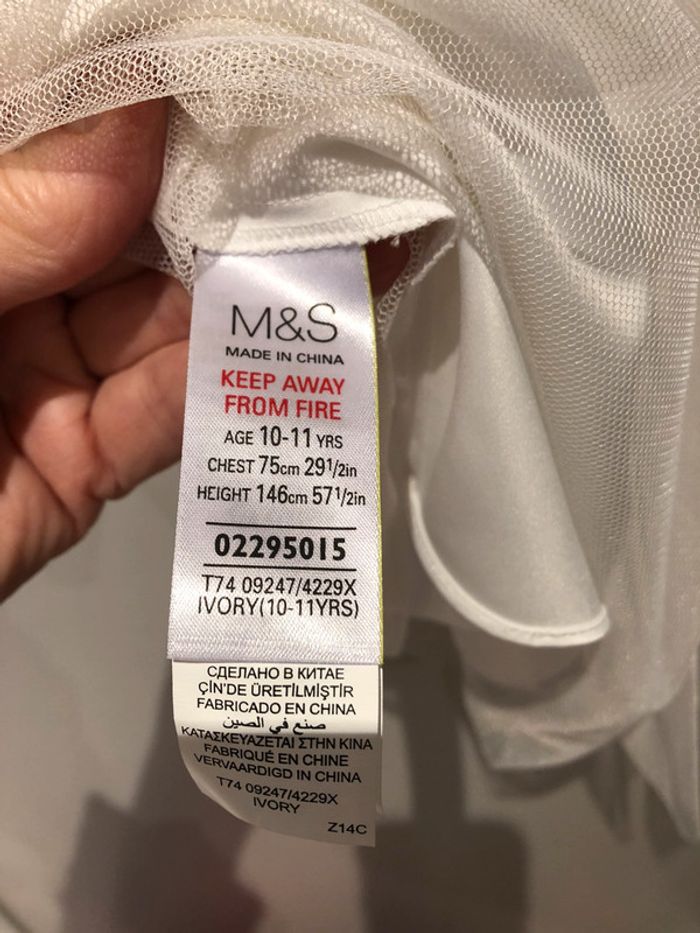 M&S
MADE IN CHINA
KEEP AWAY
FROM FIRE
AGE 10-11 YRS
CHEST 75cm 291/2in
HEIGHT 146cm 571/2in
02295015
T74 09247/4229X
IVORY(10-11YRS)
СДЕЛАНО В КИТАЕ
ÇİN'DE ÜRETİLMİŞTİR
FABRICADO EN CHINA
صنع في الصين
ΚΑΤΑΣΚΕΥΑΖΕΤΑΙ ΣΤΗΝ ΚΙΝΑ
FABRIQUÉ EN CHINE
VERVAARDIGD IN CHINA
T74 09247/4229X
IVORY
Z14C